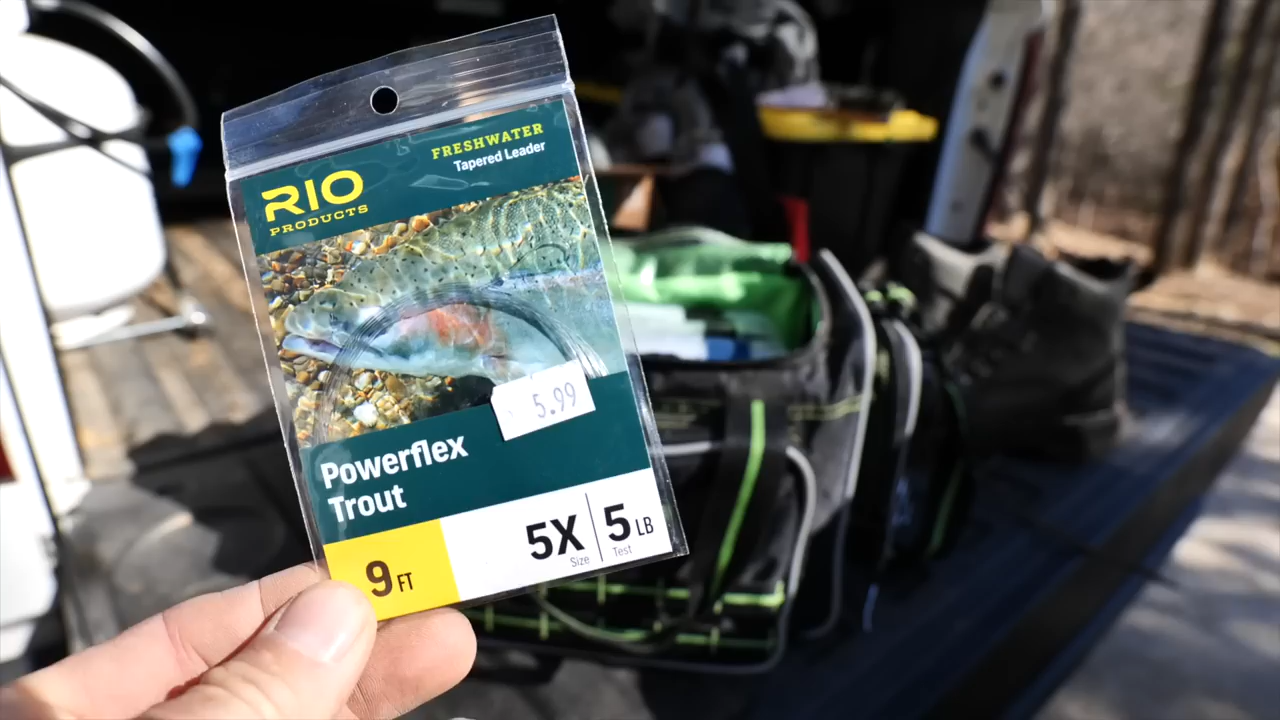 FRESHWATER
Tapered Leader
RIO
PRODUCTS
5.99
Powerflex
Trout
9 FT
5X Size
5 LB Test